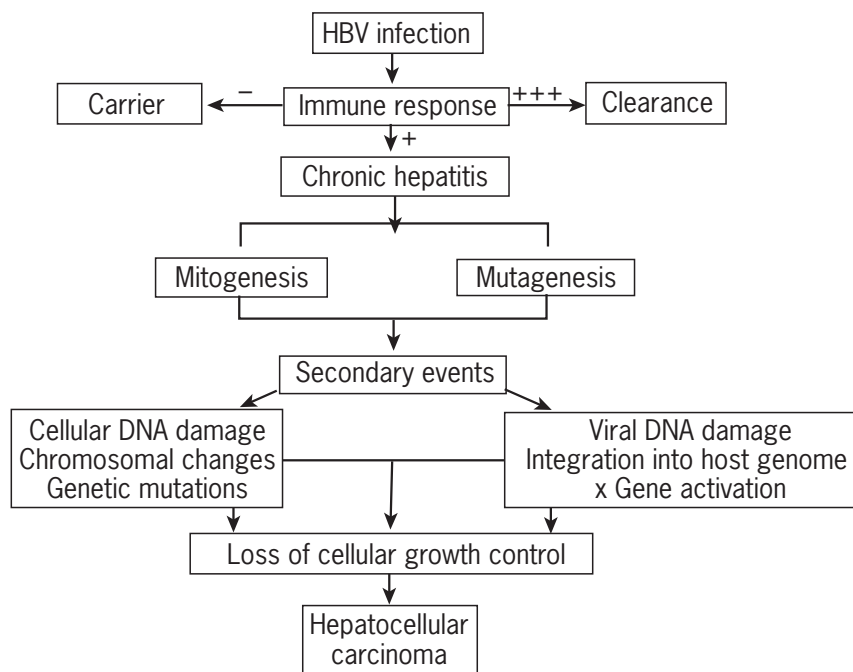 HBV infection
Carrier
–
Immune response
+++
Clearance
+
Chronic hepatitis
Mitogenesis
Mutagenesis
Secondary events
Cellular DNA damage
Chromosomal changes
Genetic mutations
Viral DNA damage
Integration into host genome
x Gene activation
Loss of cellular growth control
Hepatocellular
carcinoma